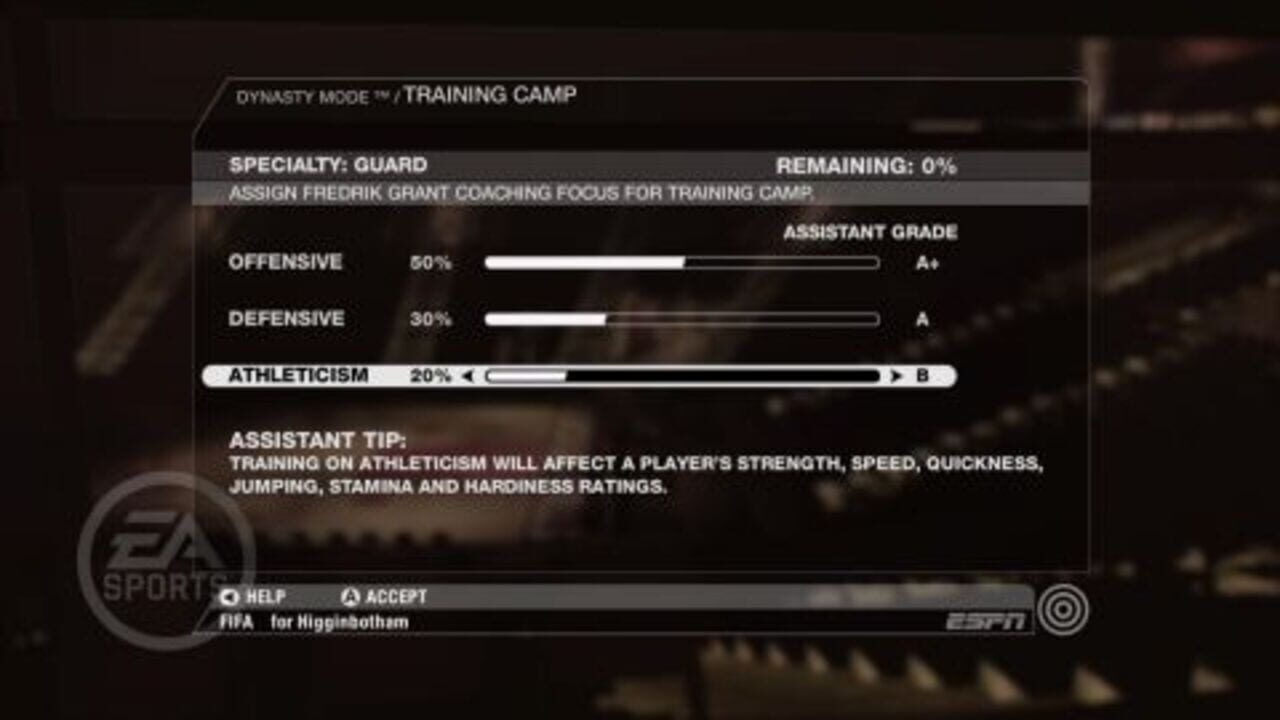 DYNASTY MODE ™ / TRAINING CAMP
SPECIALTY: GUARD REMAINING: 0%
ASSIGN FREDRIK GRANT COACHING FOCUS FOR TRAINING CAMP.
ASSISTANT GRADE
OFFENSIVE 50% A+
DEFENSIVE 30% A
ATHLETICISM 20% B
ASSISTANT TIP:
TRAINING ON ATHLETICISM WILL AFFECT A PLAYER'S STRENGTH, SPEED, QUICKNESS,
JUMPING, STAMINA AND HARDINESS RATINGS.
EA
SPORTS
HELP A ACCEPT
FIFA for Higginbotham
ESPN